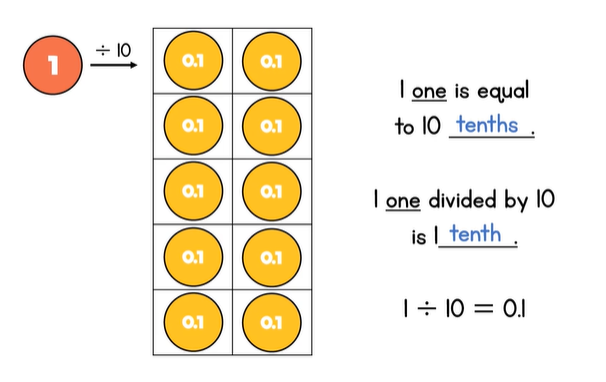 1
÷ 10
0.1 0.1
0.1 0.1
0.1 0.1
0.1 0.1
0.1 0.1
1 one is equal
to 10 tenths .
1 one divided by 10
is 1 tenth .
1 ÷ 10 = 0.1